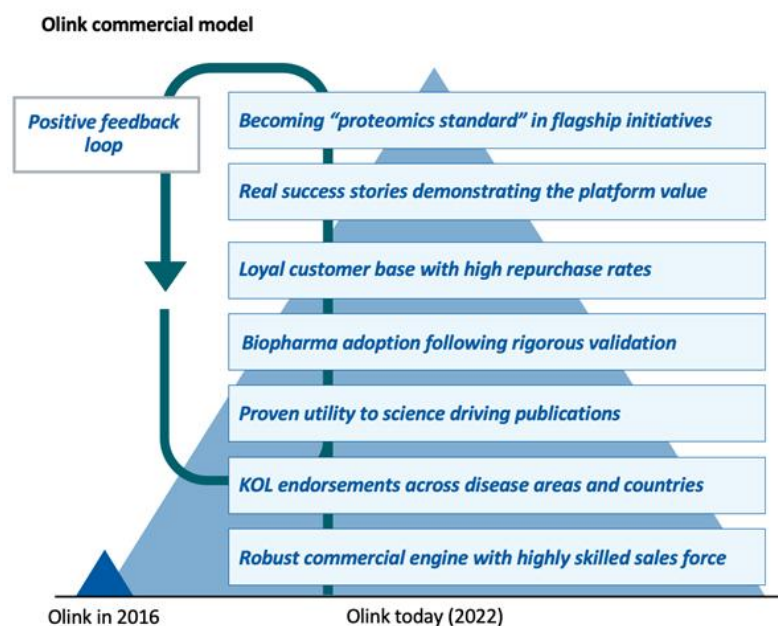 Olink commercial model
Positive feedback
loop
Becoming “proteomics standard” in flagship initiatives
Real success stories demonstrating the platform value
Loyal customer base with high repurchase rates
Biopharma adoption following rigorous validation
Proven utility to science driving publications
KOL endorsements across disease areas and countries
Robust commercial engine with highly skilled sales force
Olink in 2016
Olink today (2022)